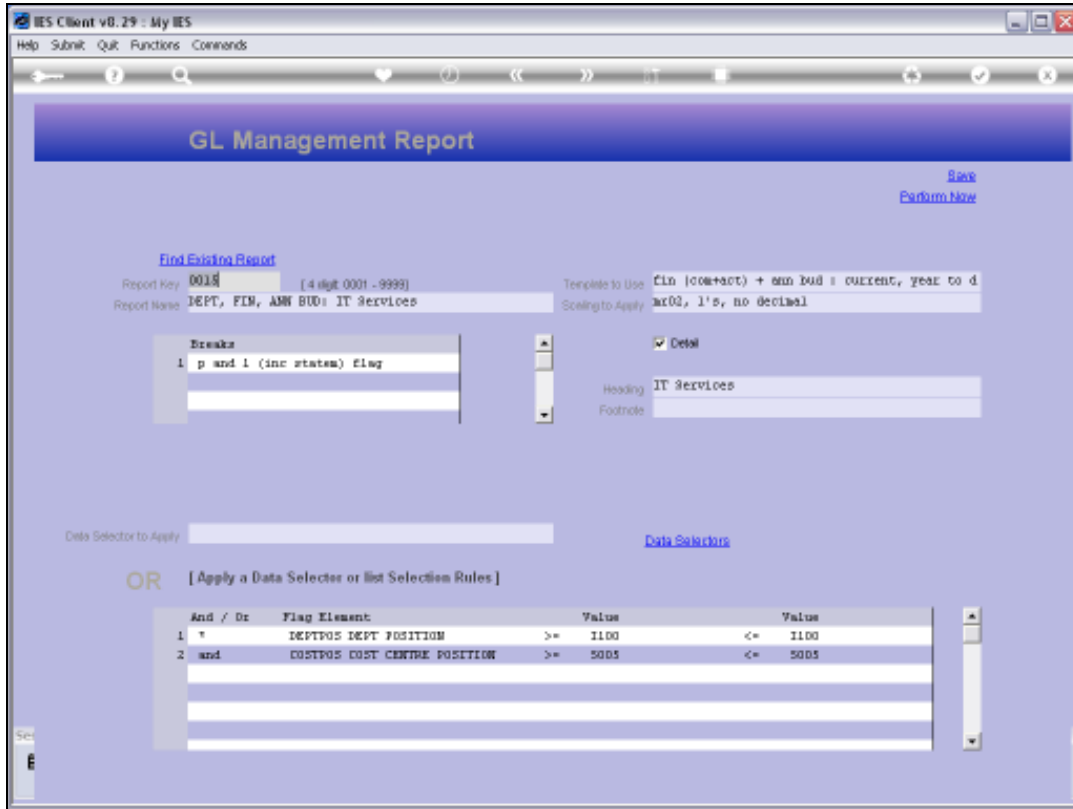 IES Client v8.29 : My IES
Help Submit Quit Functions Commands
GL Management Report
Save
Perform Now
Find Existing Report
Report Key 0015 [ 4 digit 0001 - 9999] Template to Use fin (com+act) + ann bud : current, year to d
Report Name DEPT, FIN, ANN BUD: IT Services Scaling to Apply mr02, 1's, no decimal
Breaks Detail
1 p and l (inc statem) flag
Heading IT Services
Footnote
Data Selector to Apply Data Selectors
OR [ Apply a Data Selector or list Selection Rules ]
And / Or Flag Element Value Value
1 DEPTPOS DEPT POSITION >= I100 <= I100
2 and COSTPOS COST CENTRE POSITION >= 5005 <= 5005